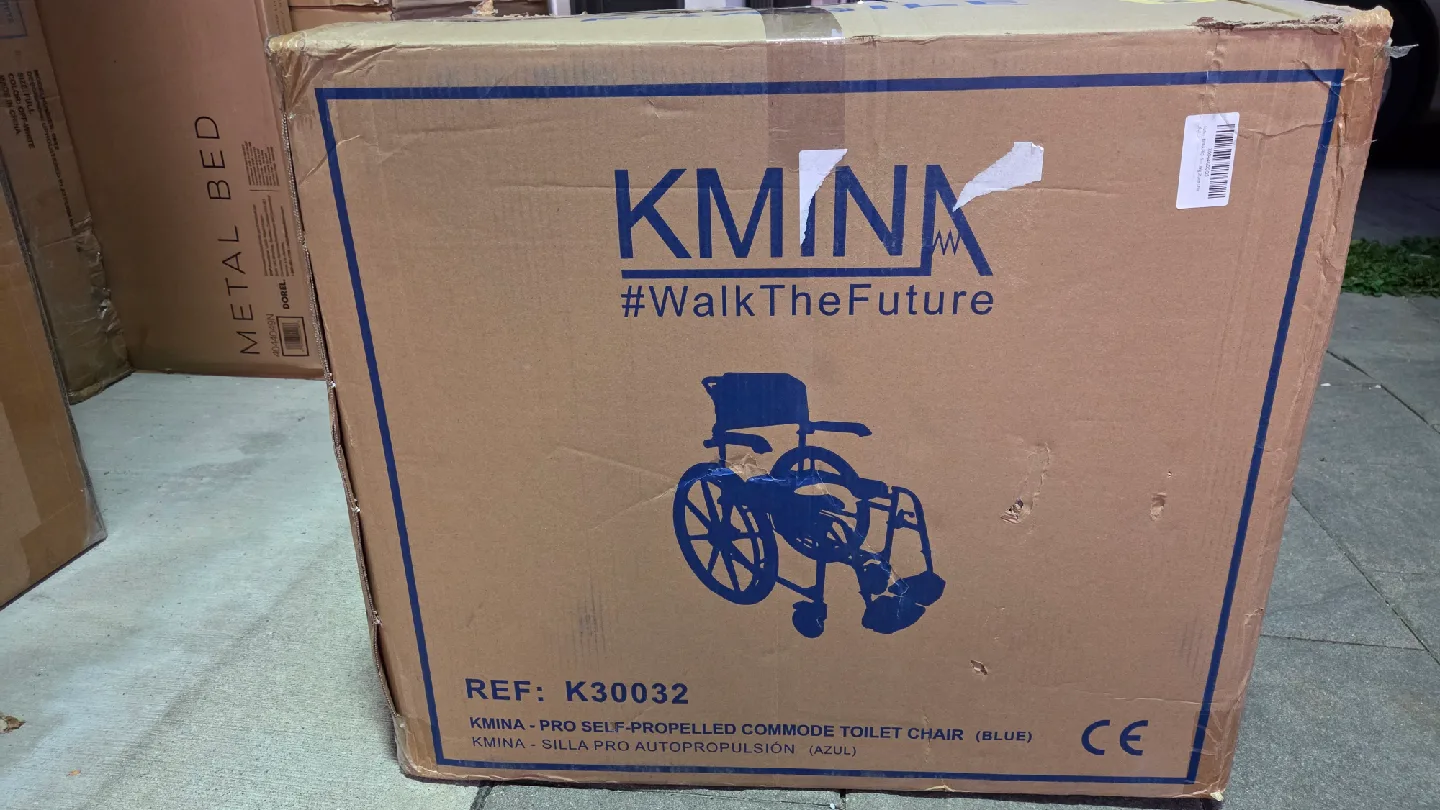 KMINA
#WalkTheFuture
REF: K30032
KMINA - PRO SELF-PROPELLED COMMODE TOILET CHAIR (BLUE)
KMINA - SILLA PRO AUTOPROPULSIÓN (AZUL)
CE
METAL BED
4044049N
DOREL